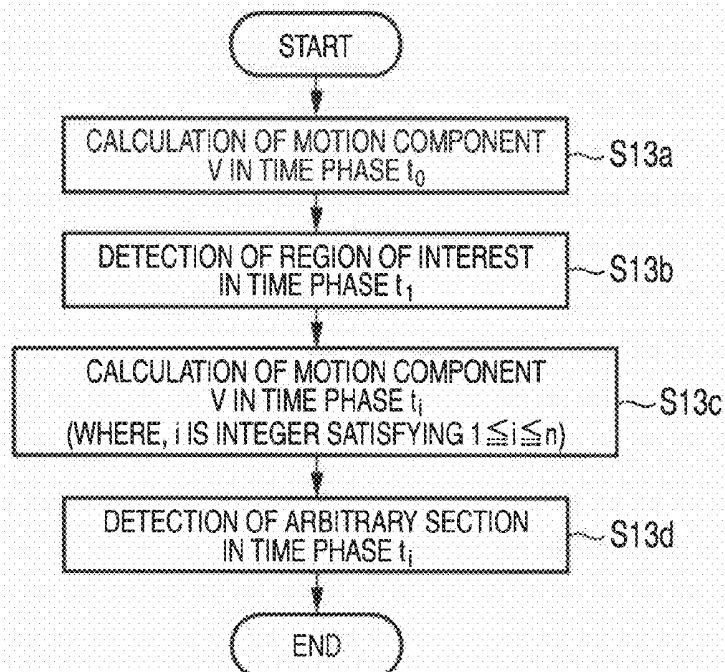 START
CALCULATION OF MOTION COMPONENT
V IN TIME PHASE t₀
S13a
DETECTION OF REGION OF INTEREST
IN TIME PHASE t₁
S13b
CALCULATION OF MOTION COMPONENT
V IN TIME PHASE tᵢ
(WHERE, i IS INTEGER SATISFYING 1≦i≦n)
S13c
DETECTION OF ARBITRARY SECTION
IN TIME PHASE tᵢ
S13d
END